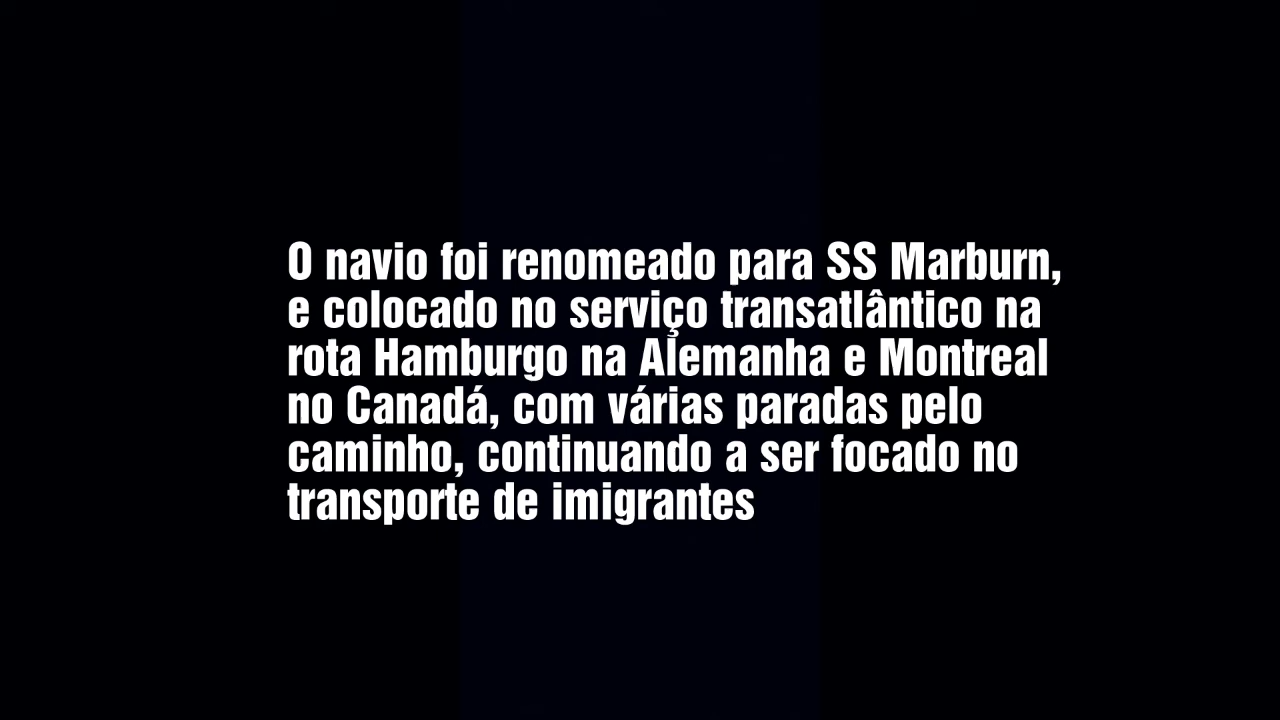 O navio foi renomeado para SS Marburn,
e colocado no serviço transatlântico na
rota Hamburgo na Alemanha e Montreal
no Canadá, com várias paradas pelo
caminho, continuando a ser focado no
transporte de imigrantes